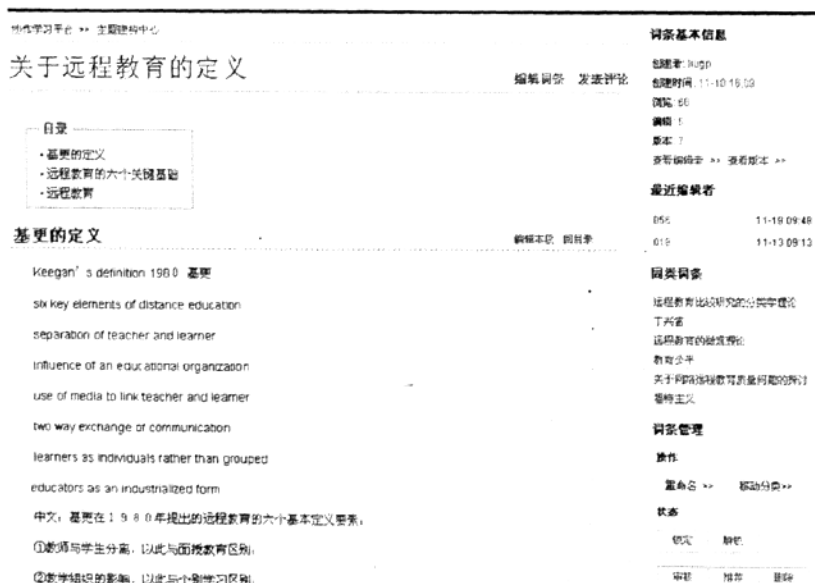 协作学习平台 >> 主题建构中心
关于远程教育的定义
编辑词条 发表评论
目录
·基更的定义
·远程教育的六个关键基础
·远程教育
基更的定义
编辑本段 回目录
Keegan's definition 1980 基更
six key elements of distance education
separation of teacher and learner
influence of an educational organization
use of media to link teacher and learner
two way exchange of communication
learners as individuals rather than grouped
educators as an industrialized form
中文：基更在1980年提出的远程教育的六个基本定义要素：
①教师与学生分离，以此与面授教育区别；
②教学组织的影响，以此与个别学习区别；
词条基本信息
创建者：
创建时间：11-10 16:09
浏览：68
编辑：5
版本：7
查看编辑者 >> 查看版本 >>
最近编辑者
056 11-18 09:48
019 11-13 09:13
同类词条
远程教育比较研究的分类学理论
丁兴富
远程教育的
教育公平
关于网络远程教育质量问题的探讨
福特主义
词条管理
操作
重命名 >> 移动分类>>
状态
锁定 解锁
审核 推荐 删除